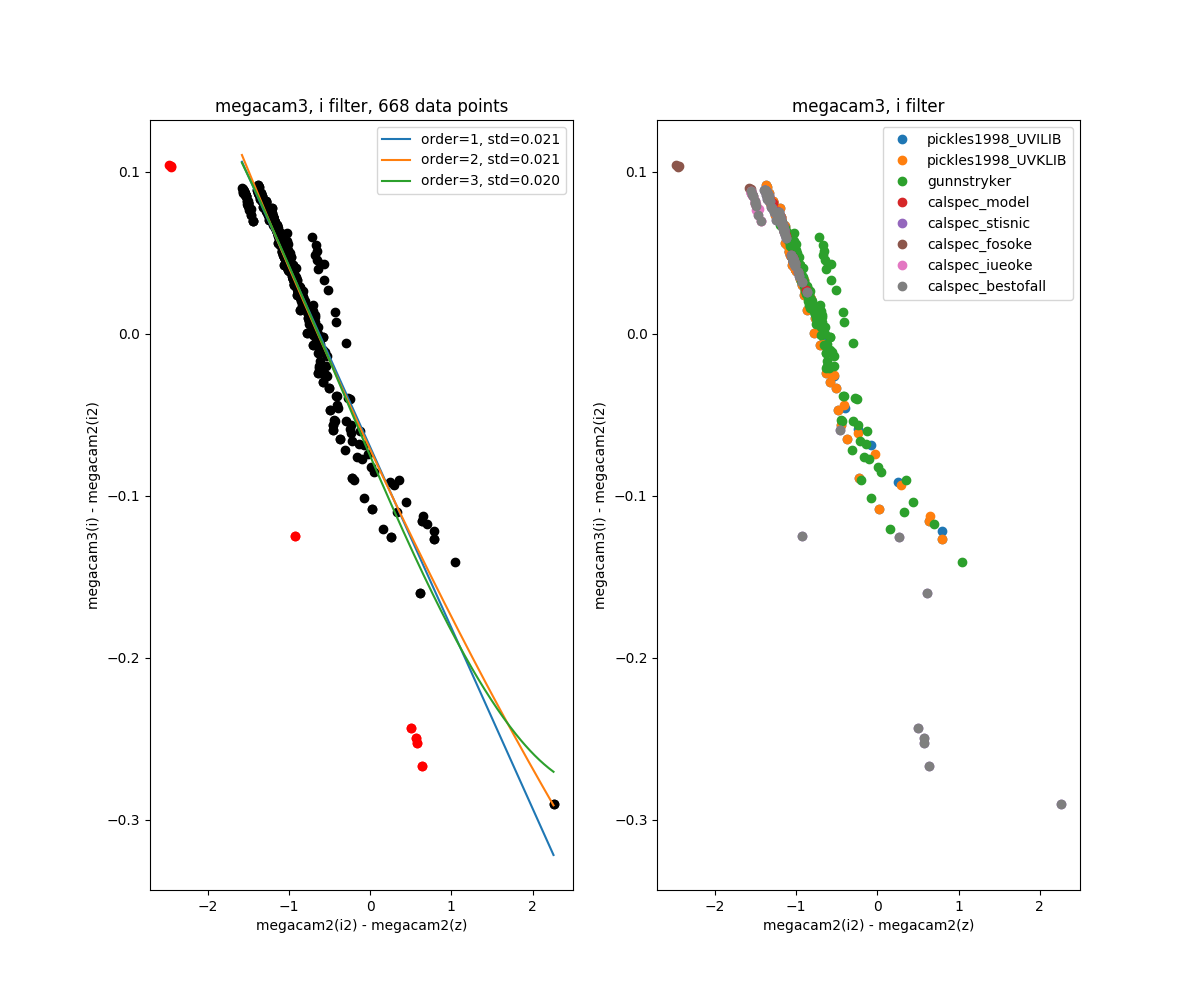 megacam3, i filter, 668 data points
order=1, std=0.021
order=2, std=0.021
order=3, std=0.020
0.1
0.0
−0.1
−0.2
−0.3
megacam3(i) - megacam2(i2)
−2
−1
0
1
2
megacam2(i2) - megacam2(z)
megacam3, i filter
pickles1998_UVILIB
pickles1998_UVKLIB
gunnstryker
calspec_model
calspec_stisnic
calspec_fosoke
calspec_iueoke
calspec_bestofall
0.1
0.0
−0.1
−0.2
−0.3
megacam3(i) - megacam2(i2)
−2
−1
0
1
2
megacam2(i2) - megacam2(z)